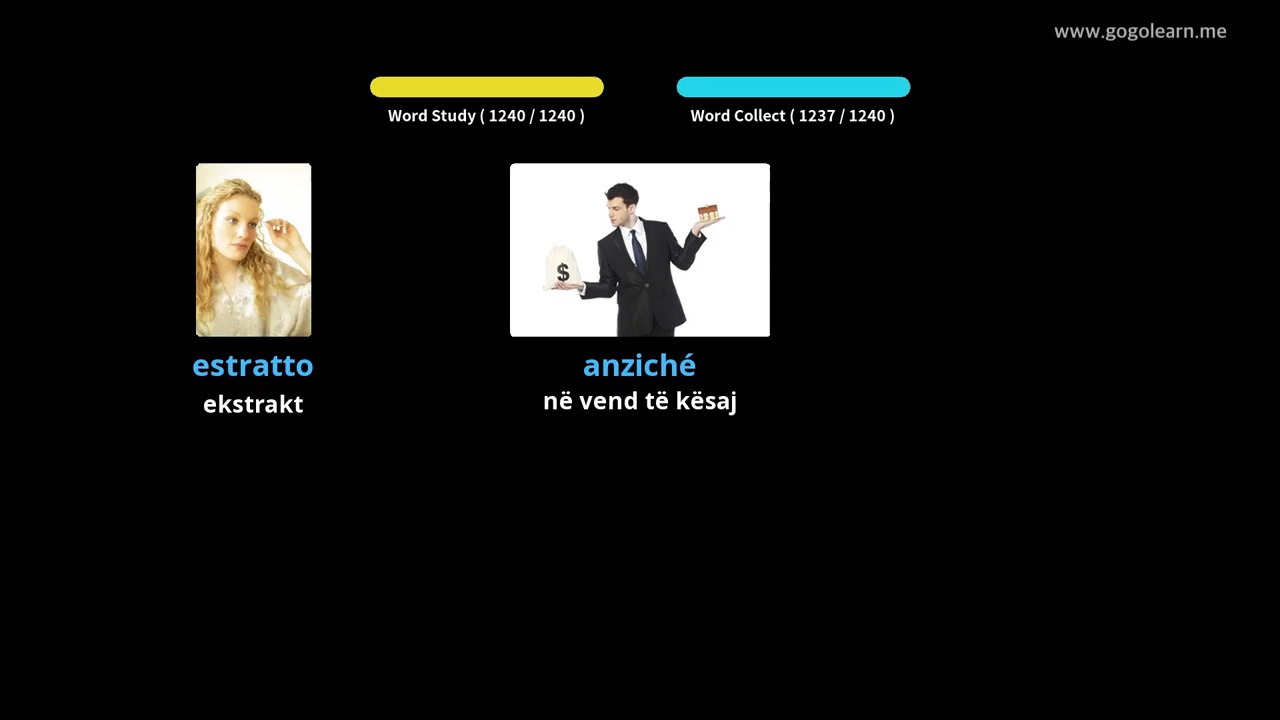 www.gogolearn.me
Word Study ( 1240 / 1240 )
Word Collect ( 1237 / 1240 )
$
estratto
anziché
ekstrakt
në vend të kësaj